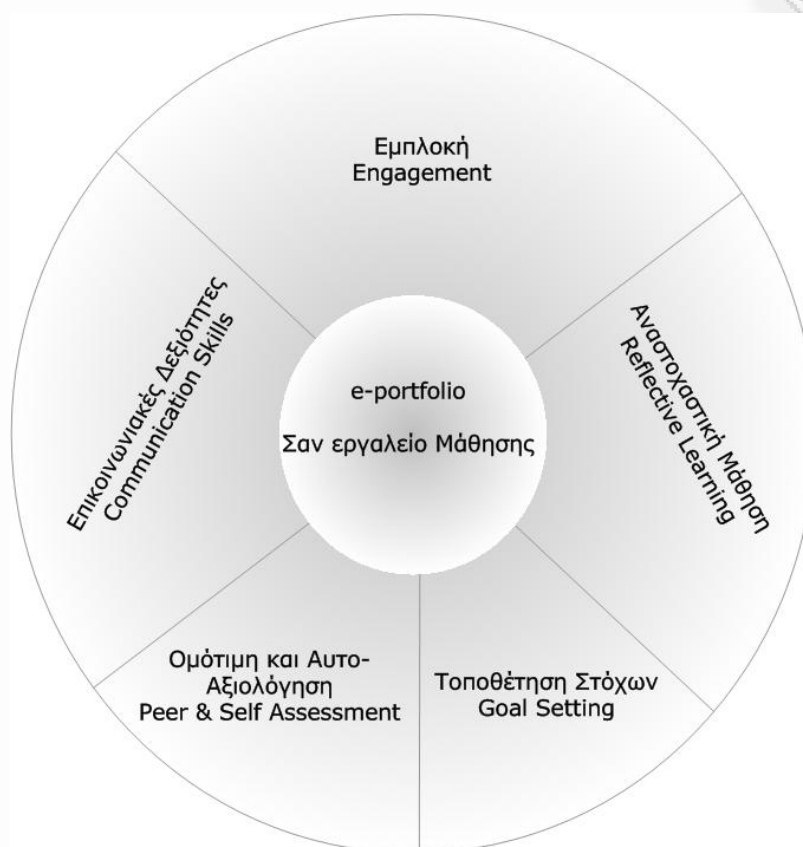 Εμπλοκή
Engagement
Επικοινωνιακές Δεξιότητες
Communication Skills
e-portfolio
Σαν εργαλείο Μάθησης
Αναστοχαστική Μάθηση
Reflective Learning
Ομότιμη και Αυτο-
Αξιολόγηση
Peer & Self Assessment
Τοποθέτηση Στόχων
Goal Setting